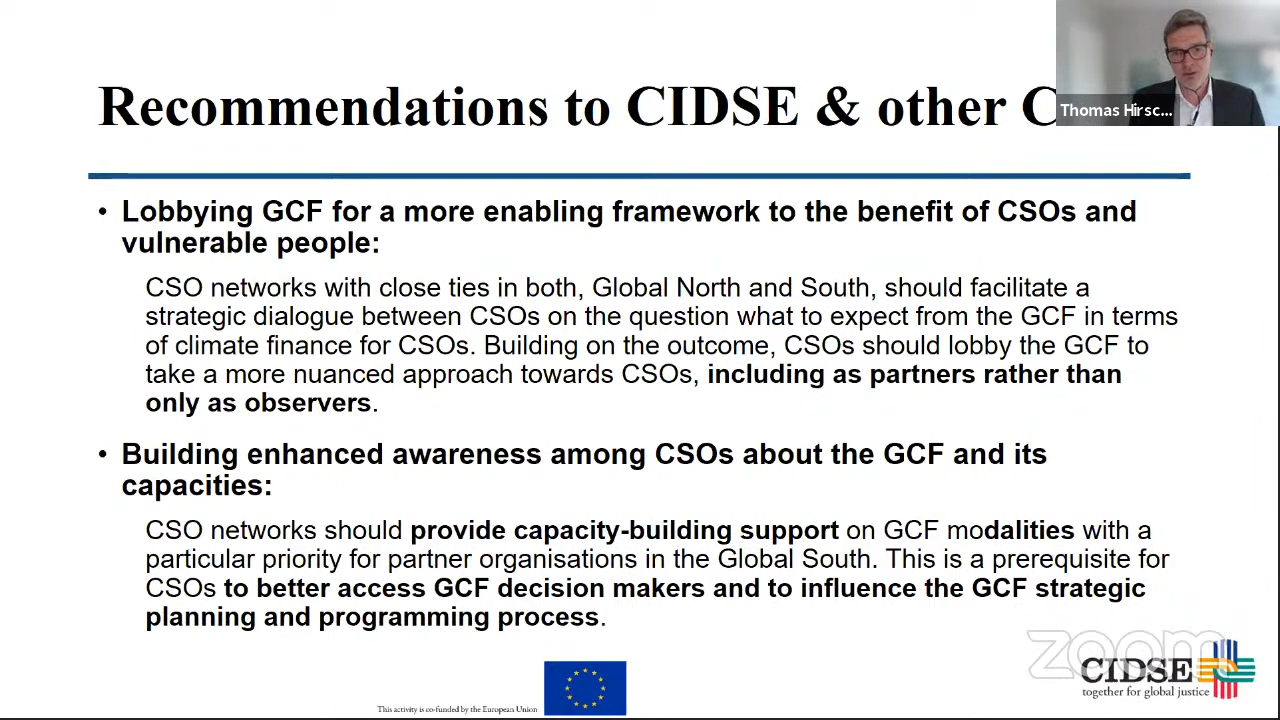 Recommendations to CIDSE & other C
Thomas Hirsc...
• Lobbying GCF for a more enabling framework to the benefit of CSOs and
vulnerable people:
CSO networks with close ties in both, Global North and South, should facilitate a
strategic dialogue between CSOs on the question what to expect from the GCF in terms
of climate finance for CSOs. Building on the outcome, CSOs should lobby the GCF to
take a more nuanced approach towards CSOs, including as partners rather than
only as observers.
• Building enhanced awareness among CSOs about the GCF and its
capacities:
CSO networks should provide capacity-building support on GCF modalities with a
particular priority for partner organisations in the Global South. This is a prerequisite for
CSOs to better access GCF decision makers and to influence the GCF strategic
planning and programming process.
zoom
CIDSE
together for global justice
This activity is co-funded by the European Union